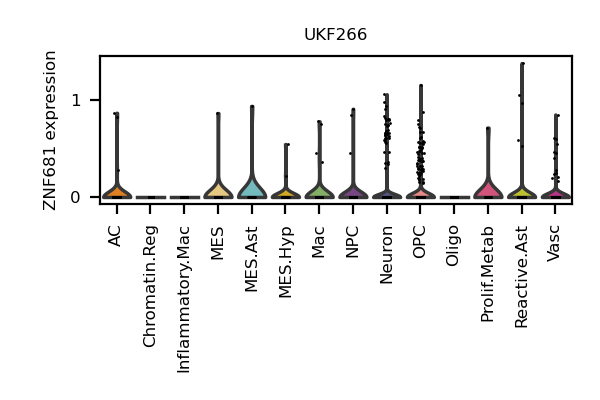 UKF266
ZNF681 expression
1
0
AC
Chromatin.Reg
Inflammatory.Mac
MES
MES.Ast
MES.Hyp
Mac
NPC
Neuron
OPC
Oligo
Prolif.Metab
Reactive.Ast
Vasc